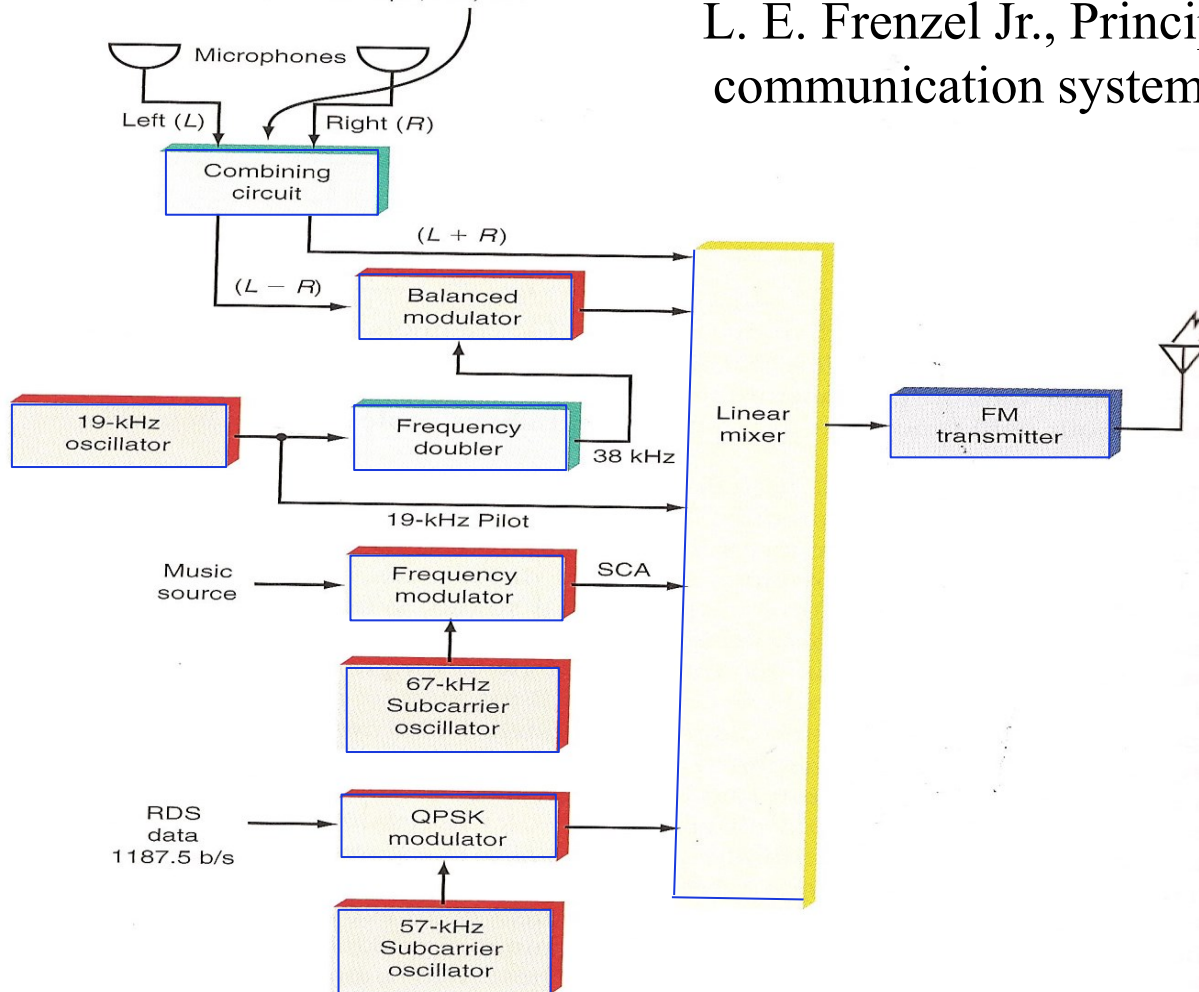 L. E. Frenzel Jr.,
communication system
Microphones
Left (L)
Right (R)
Combining
circuit
(L + R)
(L − R)
Balanced
modulator
19-kHz
oscillator
Frequency
doubler
38 kHz
Linear
mixer
FM
transmitter
19-kHz Pilot
Music
source
Frequency
modulator
SCA
67-kHz
Subcarrier
oscillator
RDS
data
1187.5 b/s
QPSK
modulator
57-kHz
Subcarrier
oscillator